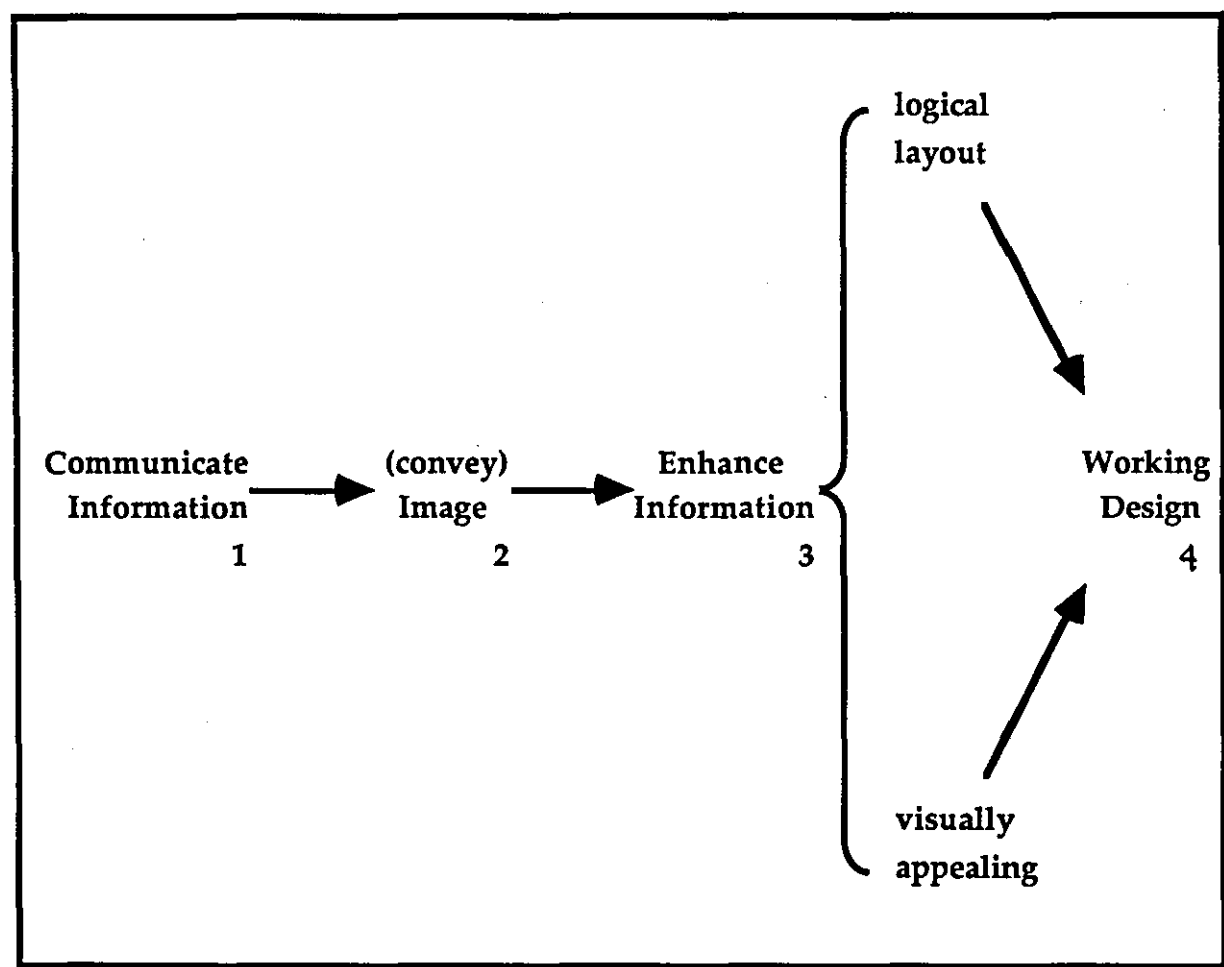 logical
layout
Communicate
Information
1
(convey)
Image
2
Enhance
Information
3
Working
Design
4
visually
appealing